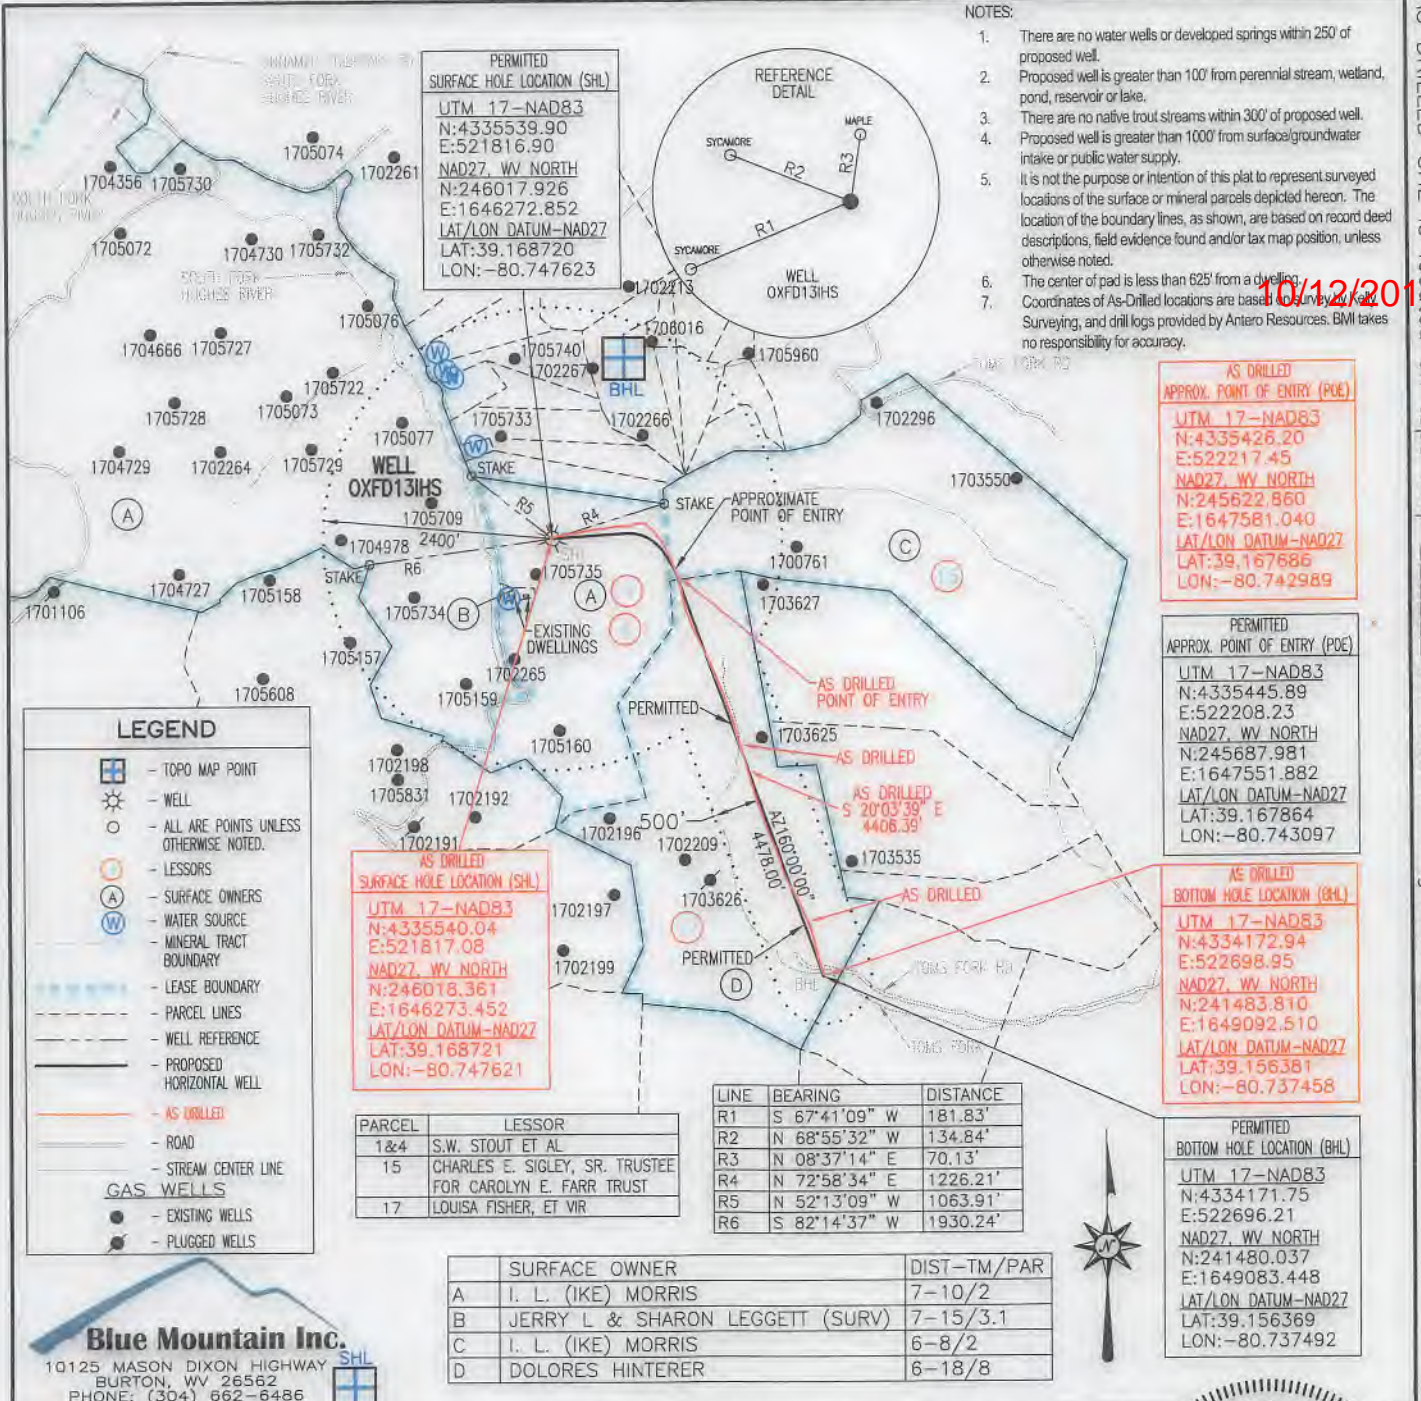 NOTES:
1. There are no water wells or developed springs within 250' of
proposed well.
2. Proposed well is greater than 100' from perennial stream, wetland,
pond, reservoir or lake.
3. There are no native trout streams within 300' of proposed well.
4. Proposed well is greater than 1000' from surface/groundwater
intake or public water supply.
5. It is not the purpose or intention of this plat to represent surveyed
locations of the surface or mineral parcels depicted hereon. The
location of the boundary lines, as shown, are based on record deed
descriptions, field evidence found and/or tax map position, unless
otherwise noted.
6. The center of pad is less than 625' from a dwelling.
7. Coordinates of As-Drilled locations are based on survey by Kelly
Surveying, and drill logs provided by Antero Resources. BMI takes
no responsibility for accuracy.
10/12/201
PERMITTED
SURFACE HOLE LOCATION (SHL)
UTM 17-NAD83
N:4335539.90
E:521816.90
NAD27, WV NORTH
N:246017.926
E:1646272.852
LAT/LON DATUM-NAD27
LAT:39.168720
LON:-80.747623
REFERENCE
DETAIL
SYCAMORE
MAPLE
R2
R3
R1
SYCAMORE
WELL
OXFD13IHS
SOUTH FORK
HUGHES RIVER
SOUTH FORK
HUGHES RIVER
1705074
1702261
1704356
1705730
1705072
1704730
1705732
1702213
1705076
1706016
1704666
1705727
1705740
1702267
1705960
BHL
TOMS FORK RD
1705722
1705728
1705073
1705077
1705733
1702266
1702296
W
1704729
1702264
1705729
WELL
OXFD13IHS
STAKE
1703550
A
1705709
2400'
R5
R4
STAKE
APPROXIMATE
POINT OF ENTRY
1704978
STAKE
R6
SHL
1700761
C
15
1704727
1705158
1701106
1705735
1705734
B
W
A
EXISTING
DWELLINGS
1703627
1705157
1702265
1705608
1705159
AS DRILLED
POINT OF ENTRY
PERMITTED
1705160
1703625
AS DRILLED
1702198
1705831
1702192
AS DRILLED
S 20°03'39" E
4406.39'
1702191
1702196
500'
AZ160°00'00"
4478.00'
1702209
1703535
1703626
1702197
AS DRILLED
PERMITTED
1702199
D
BHL
TOMS FORK RD
TOMS FORK
AS DRILLED
APPROX. POINT OF ENTRY (POE)
UTM 17-NAD83
N:4335426.20
E:522217.45
NAD27, WV NORTH
N:245622.860
E:1647581.040
LAT/LON DATUM-NAD27
LAT:39.167686
LON:-80.742989
PERMITTED
APPROX. POINT OF ENTRY (POE)
UTM 17-NAD83
N:4335445.89
E:522208.23
NAD27, WV NORTH
N:245687.981
E:1647551.882
LAT/LON DATUM-NAD27
LAT:39.167864
LON:-80.743097
AS DRILLED
BOTTOM HOLE LOCATION (BHL)
UTM 17-NAD83
N:4334172.94
E:522698.95
NAD27, WV NORTH
N:241483.810
E:1649092.510
LAT/LON DATUM-NAD27
LAT:39.156381
LON:-80.737458
PERMITTED
BOTTOM HOLE LOCATION (BHL)
UTM 17-NAD83
N:4334171.75
E:522696.21
NAD27, WV NORTH
N:241480.037
E:1649083.448
LAT/LON DATUM-NAD27
LAT:39.156369
LON:-80.737492
LEGEND
- TOPO MAP POINT
- WELL
- ALL ARE POINTS UNLESS
OTHERWISE NOTED.
- LESSORS
A - SURFACE OWNERS
W - WATER SOURCE
- MINERAL TRACT
BOUNDARY
- LEASE BOUNDARY
- PARCEL LINES
- WELL REFERENCE
- PROPOSED
HORIZONTAL WELL
- AS DRILLED
- ROAD
- STREAM CENTER LINE
GAS WELLS
- EXISTING WELLS
- PLUGGED WELLS
AS DRILLED
SURFACE HOLE LOCATION (SHL)
UTM 17-NAD83
N:4335540.04
E:521817.08
NAD27, WV NORTH
N:246018.361
E:1646273.452
LAT/LON DATUM-NAD27
LAT:39.168721
LON:-80.747621
PARCEL LESSOR
1&4 S.W. STOUT ET AL
15 CHARLES E. SIGLEY, SR. TRUSTEE
FOR CAROLYN E. FARR TRUST
17 LOUISA FISHER, ET VIR
LINE BEARING DISTANCE
R1 S 67°41'09" W 181.83'
R2 N 68°55'32" W 134.84'
R3 N 08°37'14" E 70.13'
R4 N 72°58'34" E 1226.21'
R5 N 52°13'09" W 1063.91'
R6 S 82°14'37" W 1930.24'
N
SURFACE OWNER DIST-TM/PAR
A I. L. (IKE) MORRIS 7-10/2
B JERRY L & SHARON LEGGETT (SURV) 7-15/3.1
C I. L. (IKE) MORRIS 6-8/2
D DOLORES HINTERER 6-18/8
Blue Mountain Inc.
10125 MASON DIXON HIGHWAY
BURTON, WV 26562
PHONE: (304) 662-6486
SHL